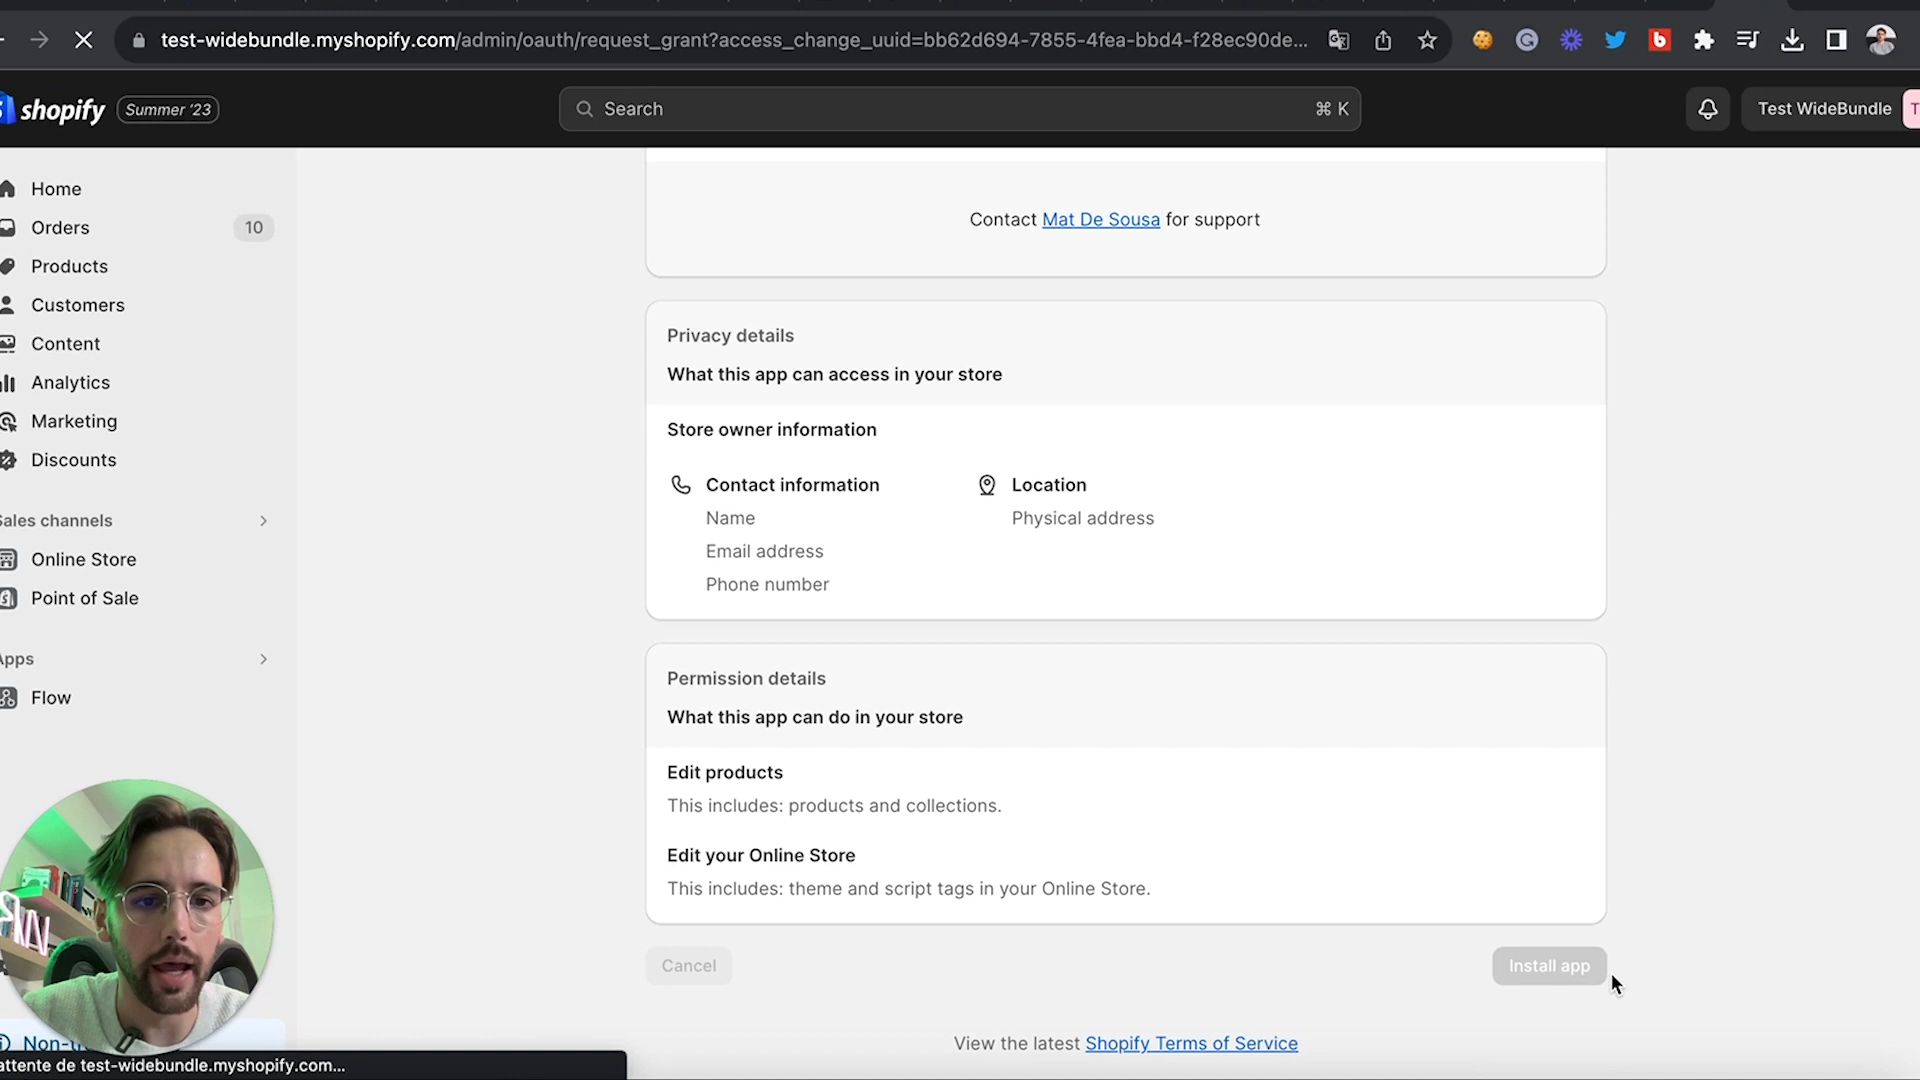 test-widebundle.myshopify.com/admin/oauth/request_grant?access_change_uuid=bb62d694-7855-4fea-bbd4-f28ec90de...
shopify Summer '23
Search ⌘ K
Test WideBundle T
Home
Orders 10
Products
Customers
Content
Analytics
Marketing
Discounts
Sales channels
Online Store
Point of Sale
Apps
Flow
Contact Mat De Sousa for support
Privacy details
What this app can access in your store
Store owner information
Contact information
Name
Email address
Phone number
Location
Physical address
Permission details
What this app can do in your store
Edit products
This includes: products and collections.
Edit your Online Store
This includes: theme and script tags in your Online Store.
Cancel
Install app
View the latest Shopify Terms of Service
attente de test-widebundle.myshopify.com...